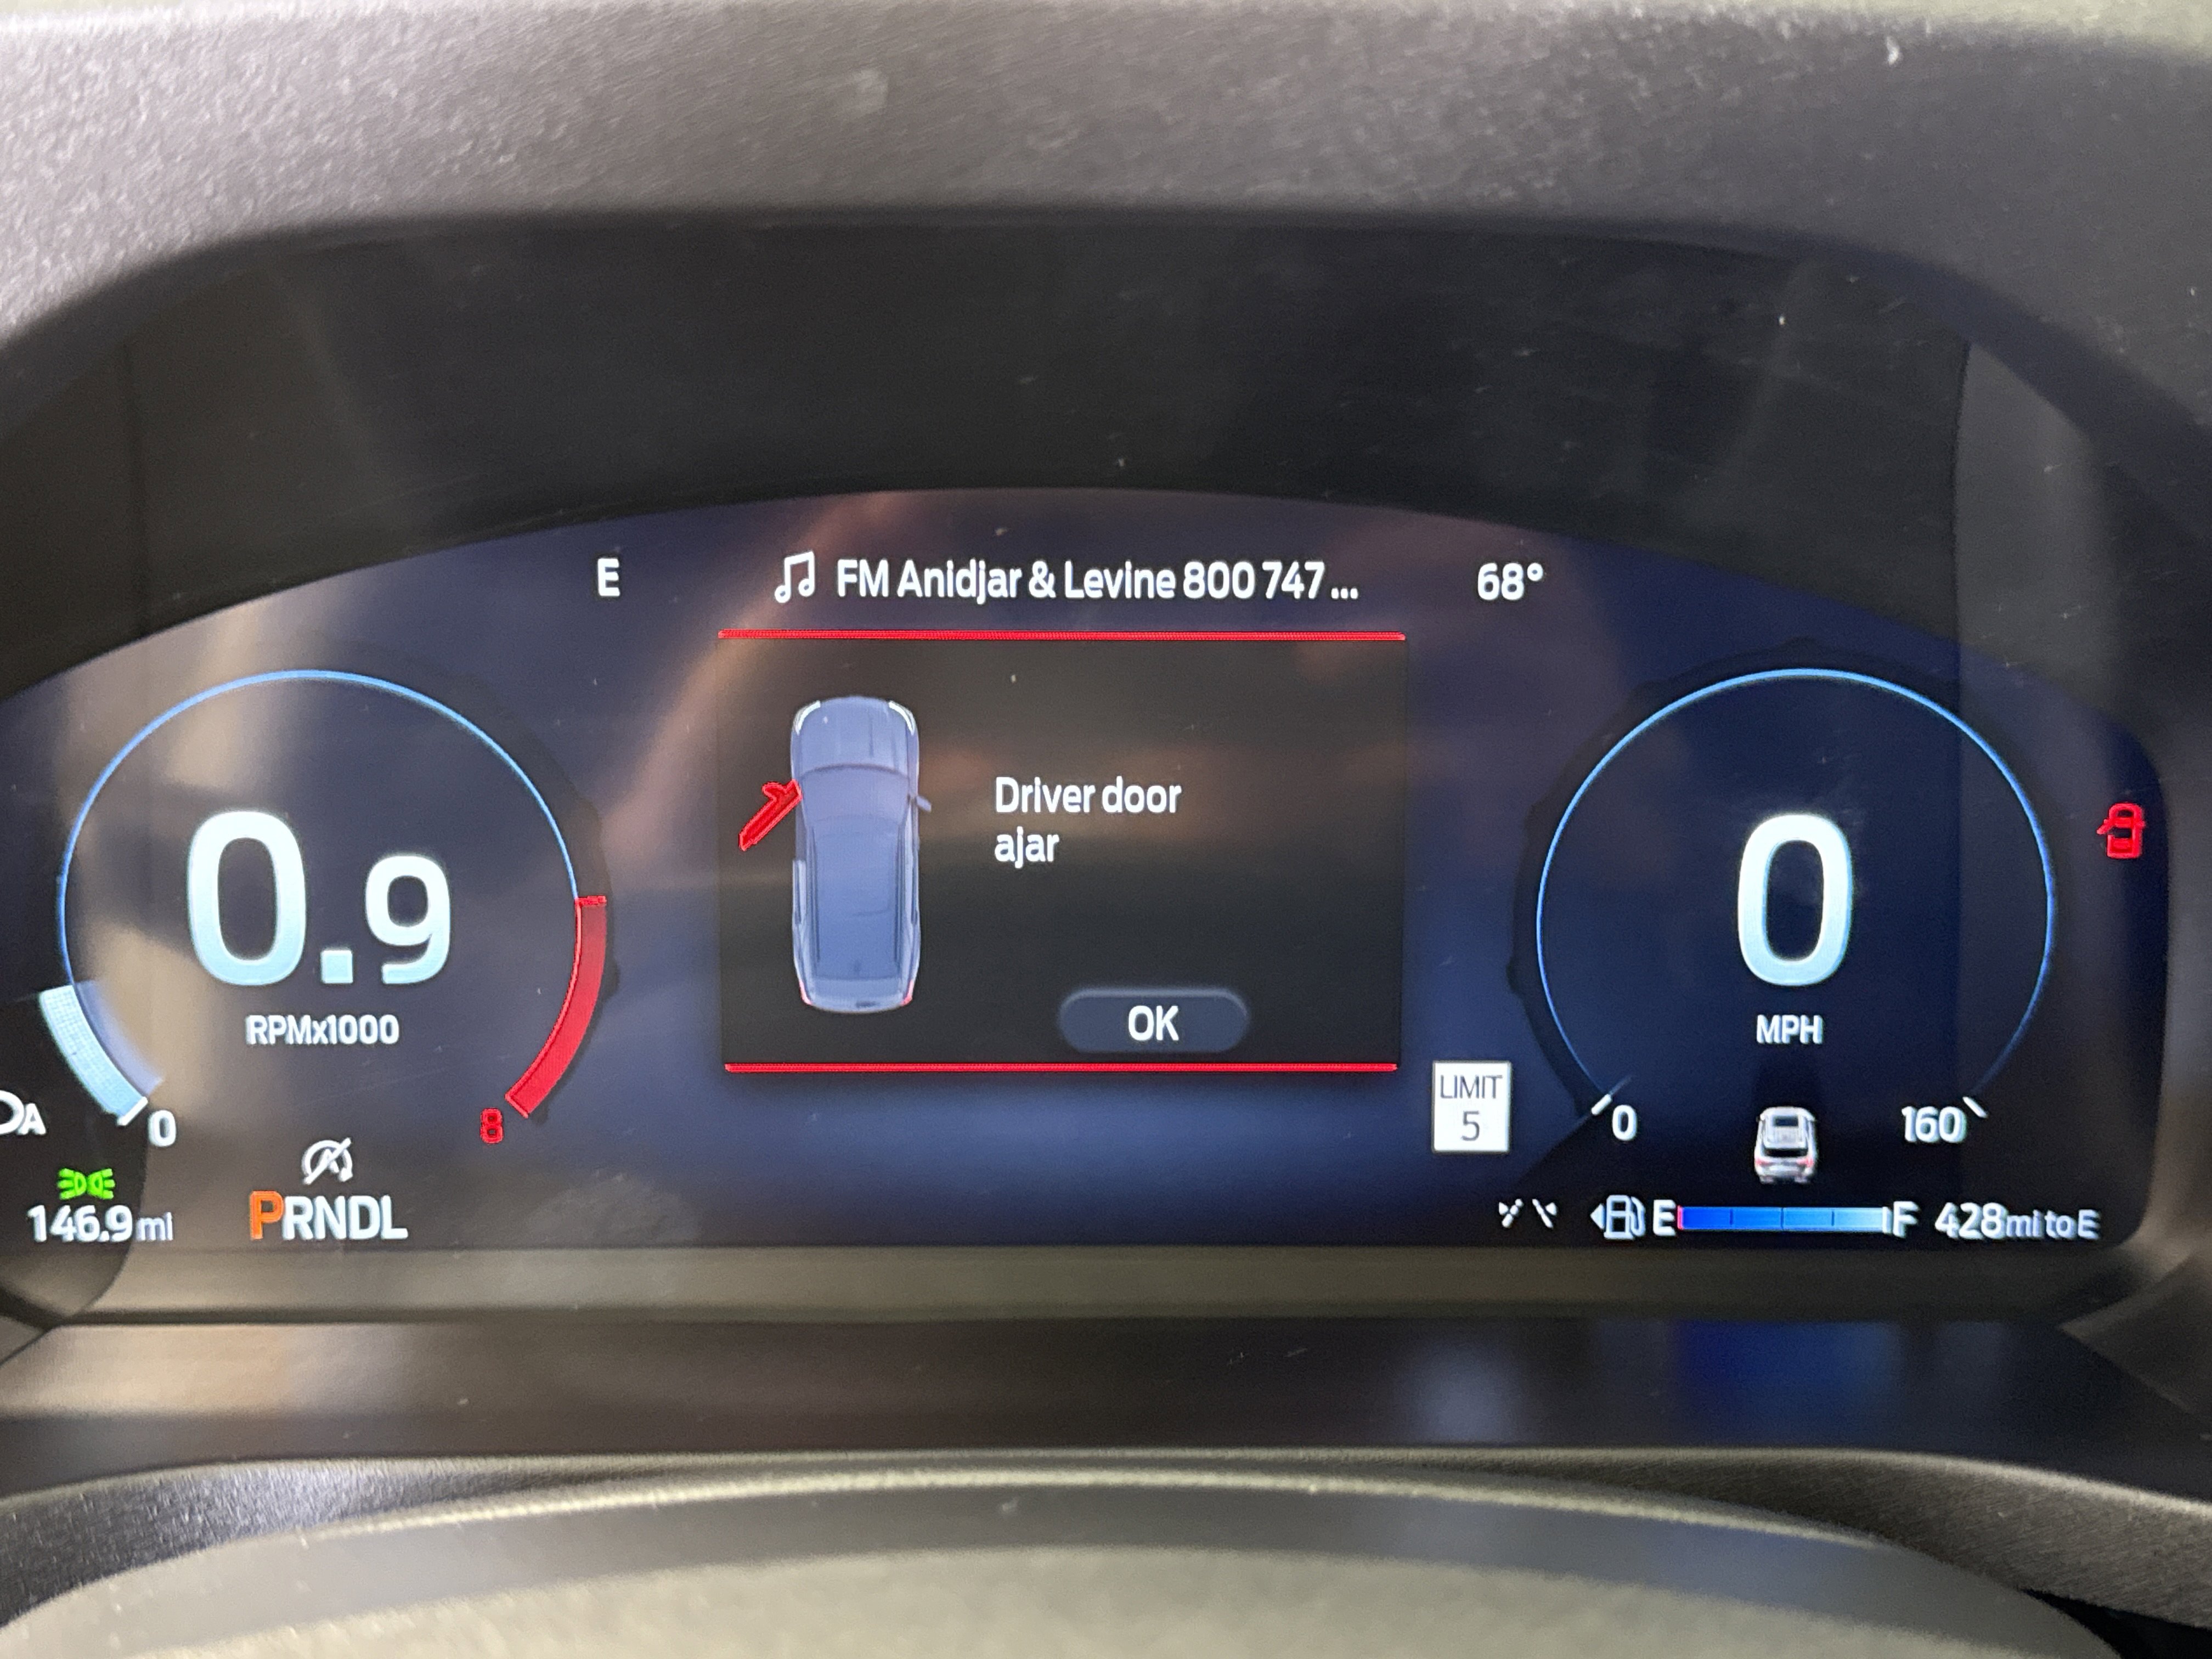 E
FM Anidjar & Levine 800 747...
68°
Driver door
ajar
OK
0.9
RPMx1000
0
8
0
MPH
0
160
LIMIT
5
A
146.9 mi
PRNDL
E
F
428 mi to E